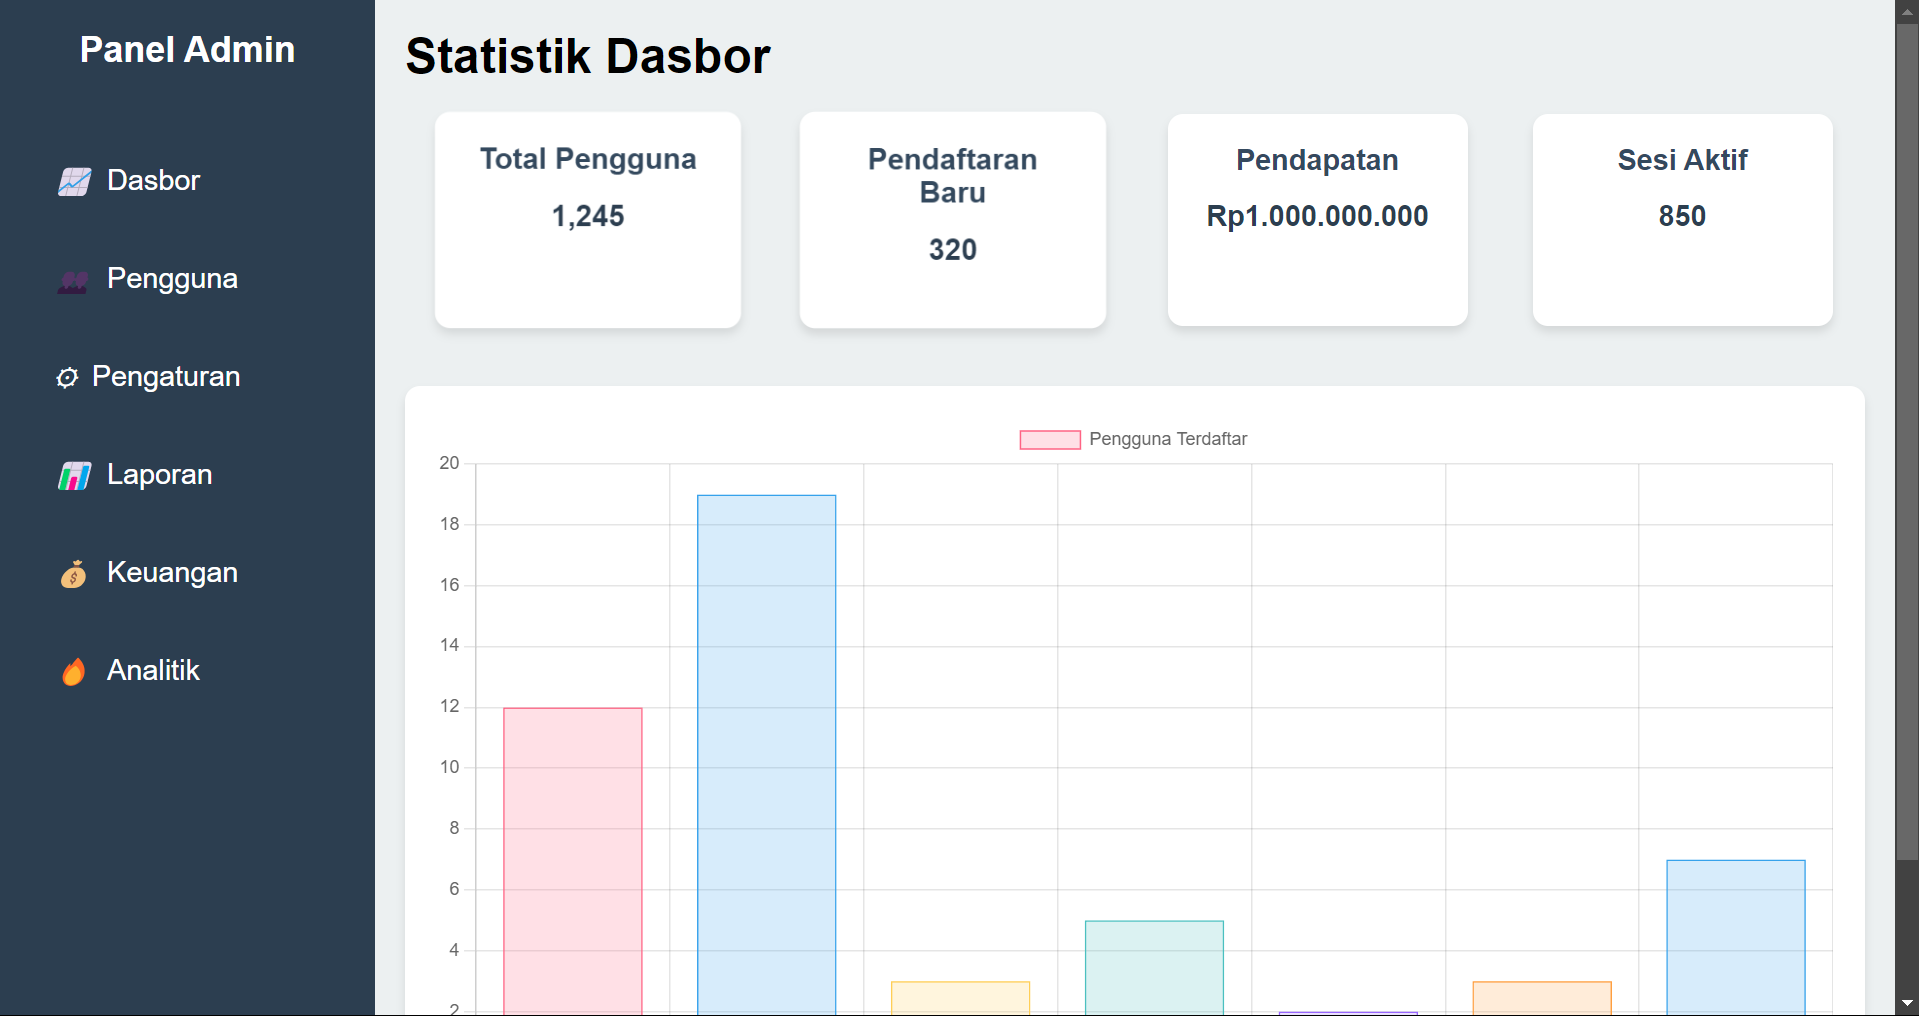 Panel Admin
Dasbor
Pengguna
Pengaturan
Laporan
Keuangan
Analitik
Statistik Dasbor
Total Pengguna
1,245
Pendaftaran
Baru
320
Pendapatan
Rp1.000.000.000
Sesi Aktif
850
Pengguna Terdaftar
20
18
16
14
12
10
8
6
4
2